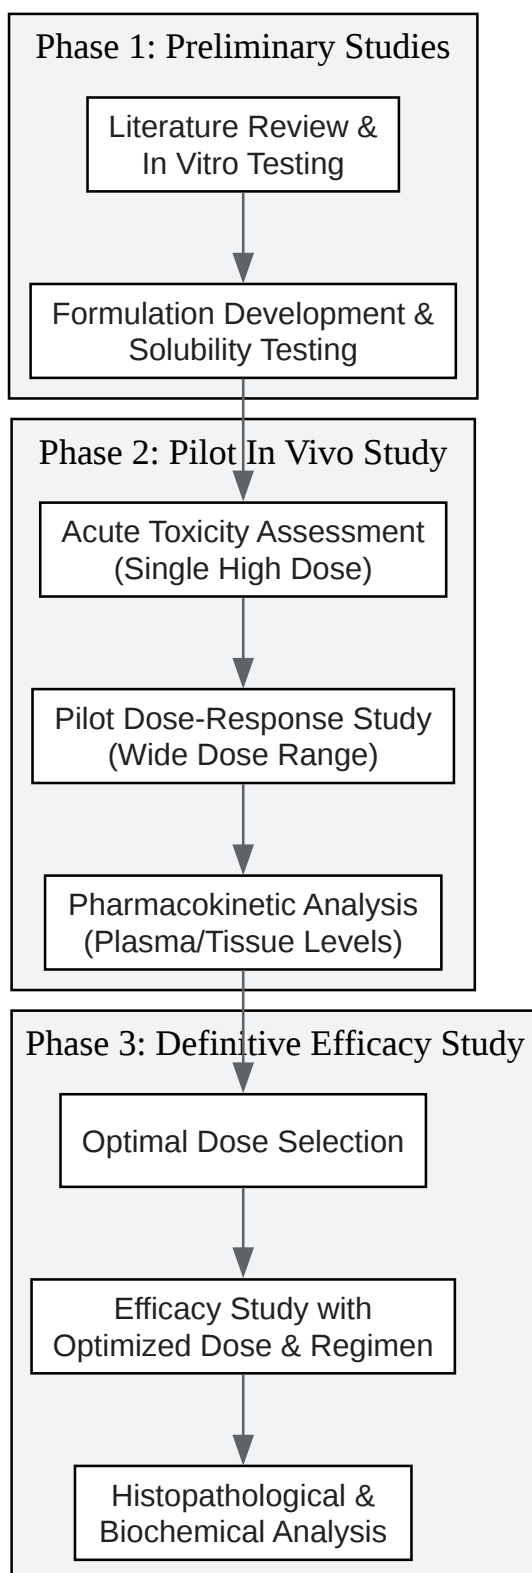 Phase 1: Preliminary Studies
Literature Review &
In Vitro Testing
Formulation Development &
Solubility Testing
Phase 2: Pilot In Vivo Study
Acute Toxicity Assessment
(Single High Dose)
Pilot Dose-Response Study
(Wide Dose Range)
Pharmacokinetic Analysis
(Plasma/Tissue Levels)
Phase 3: Definitive Efficacy Study
Optimal Dose Selection
Efficacy Study with
Optimized Dose & Regimen
Histopathological &
Biochemical Analysis